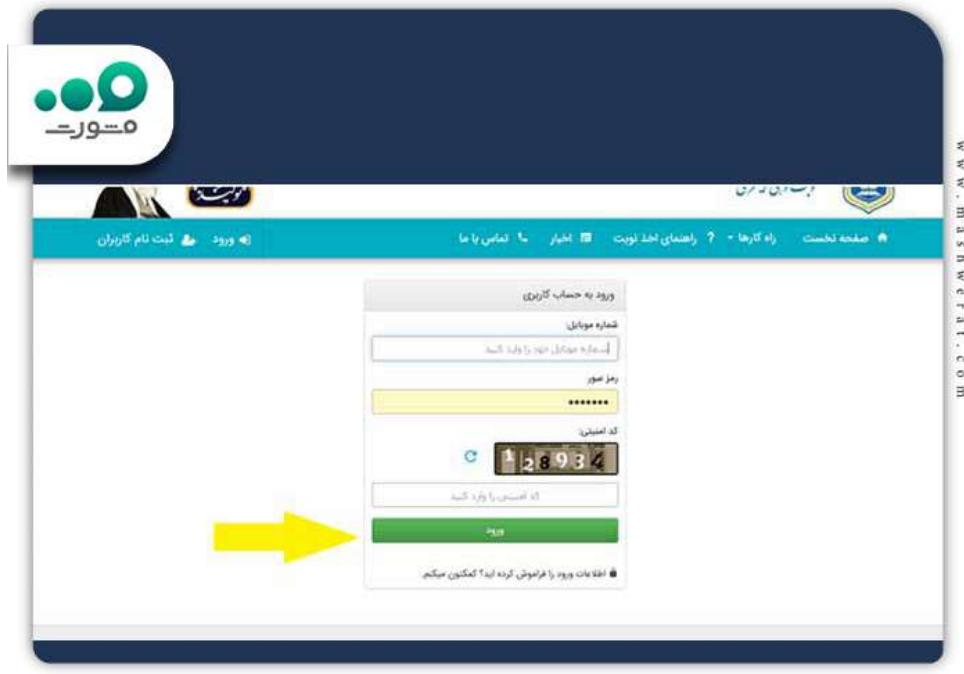 مشورت
www.mashwerat.com
صفحه نخست راه کارها ? راهنمای اخذ نوبت اخبار تماس با ما ورود ثبت نام کاربران
ورود به حساب کاربری
شماره موبایل:
شماره موبایل خود را وارد کنید
رمز عبور
•••••••
کد امنیتی:
128934
کد امنیتی را وارد کنید
ورود
اطلاعات ورود را فراموش کرده اید؟ کمکتون میکنم.